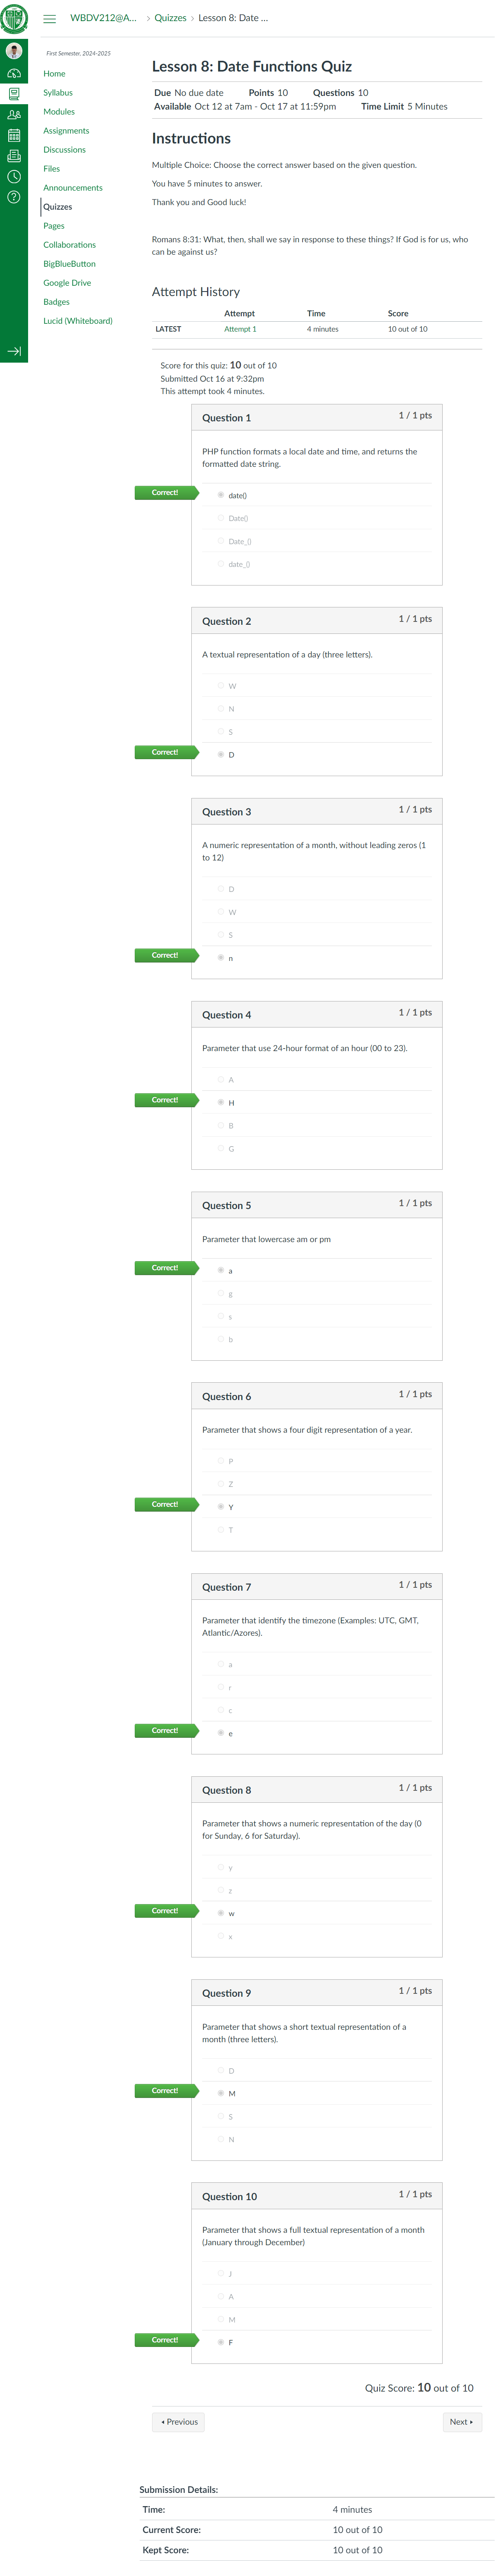 WBDV212@A... › Quizzes › Lesson 8: Date ...
First Semester, 2024-2025
Home
Syllabus
Modules
Assignments
Discussions
Files
Announcements
Quizzes
Pages
Collaborations
BigBlueButton
Google Drive
Badges
Lucid (Whiteboard)
Lesson 8: Date Functions Quiz
Due No due date Points 10 Questions 10
Available Oct 12 at 7am - Oct 17 at 11:59pm Time Limit 5 Minutes
Instructions
Multiple Choice: Choose the correct answer based on the given question.
You have 5 minutes to answer.
Thank you and Good luck!
Romans 8:31: What, then, shall we say in response to these things? If God is for us, who
can be against us?
Attempt History
Attempt Time Score
LATEST Attempt 1 4 minutes 10 out of 10
Score for this quiz: 10 out of 10
Submitted Oct 16 at 9:32pm
This attempt took 4 minutes.
Question 1 1 / 1 pts
PHP function formats a local date and time, and returns the
formatted date string.
Correct! date()
Date()
Date_()
date_()
Question 2 1 / 1 pts
A textual representation of a day (three letters).
W
N
S
Correct! D
Question 3 1 / 1 pts
A numeric representation of a month, without leading zeros (1
to 12)
D
W
S
Correct! n
Question 4 1 / 1 pts
Parameter that use 24-hour format of an hour (00 to 23).
A
Correct! H
B
G
Question 5 1 / 1 pts
Parameter that lowercase am or pm
Correct! a
g
s
b
Question 6 1 / 1 pts
Parameter that shows a four digit representation of a year.
P
Z
Correct! Y
T
Question 7 1 / 1 pts
Parameter that identify the timezone (Examples: UTC, GMT,
Atlantic/Azores).
a
r
c
Correct! e
Question 8 1 / 1 pts
Parameter that shows a numeric representation of the day (0
for Sunday, 6 for Saturday).
y
z
Correct! w
x
Question 9 1 / 1 pts
Parameter that shows a short textual representation of a
month (three letters).
D
Correct! M
S
N
Question 10 1 / 1 pts
Parameter that shows a full textual representation of a month
(January through December)
J
A
M
Correct! F
Quiz Score: 10 out of 10
Previous Next
Submission Details:
Time: 4 minutes
Current Score: 10 out of 10
Kept Score: 10 out of 10